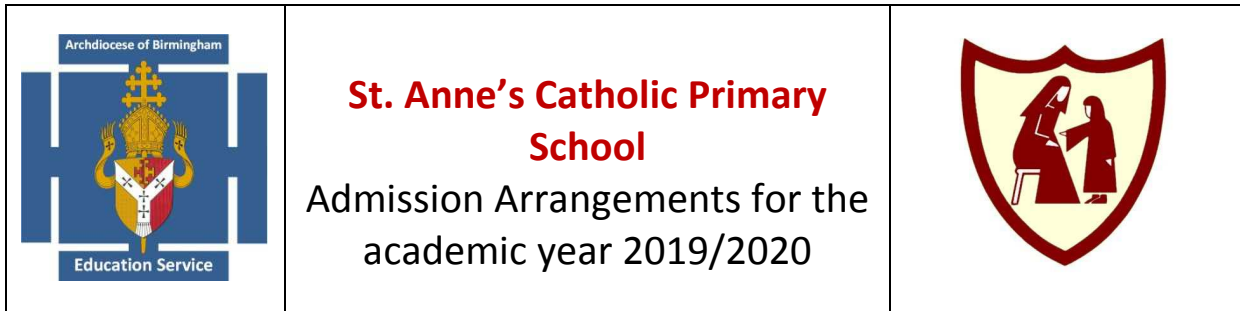 Archdiocese of Birmingham
Education Service
St. Anne’s Catholic Primary
School
Admission Arrangements for the
academic year 2019/2020